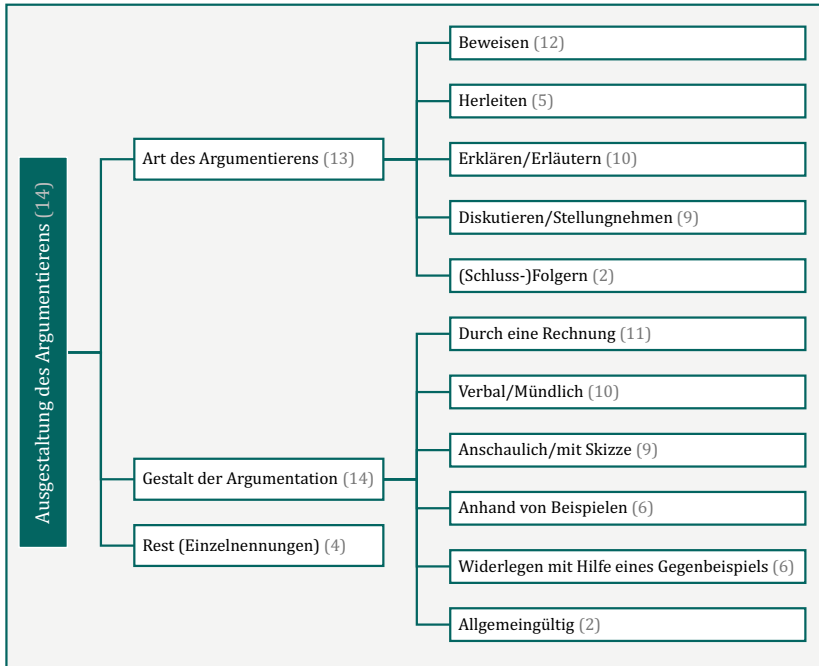 Ausgestaltung des Argumentierens (14)
Art des Argumentierens (13)
Beweisen (12)
Herleiten (5)
Erklären/Erläutern (10)
Diskutieren/Stellungnehmen (9)
(Schluss-)Folgern (2)
Gestalt der Argumentation (14)
Durch eine Rechnung (11)
Verbal/Mündlich (10)
Anschaulich/mit Skizze (9)
Anhand von Beispielen (6)
Widerlegen mit Hilfe eines Gegenbeispiels (6)
Allgemeingültig (2)
Rest (Einzelnennungen) (4)